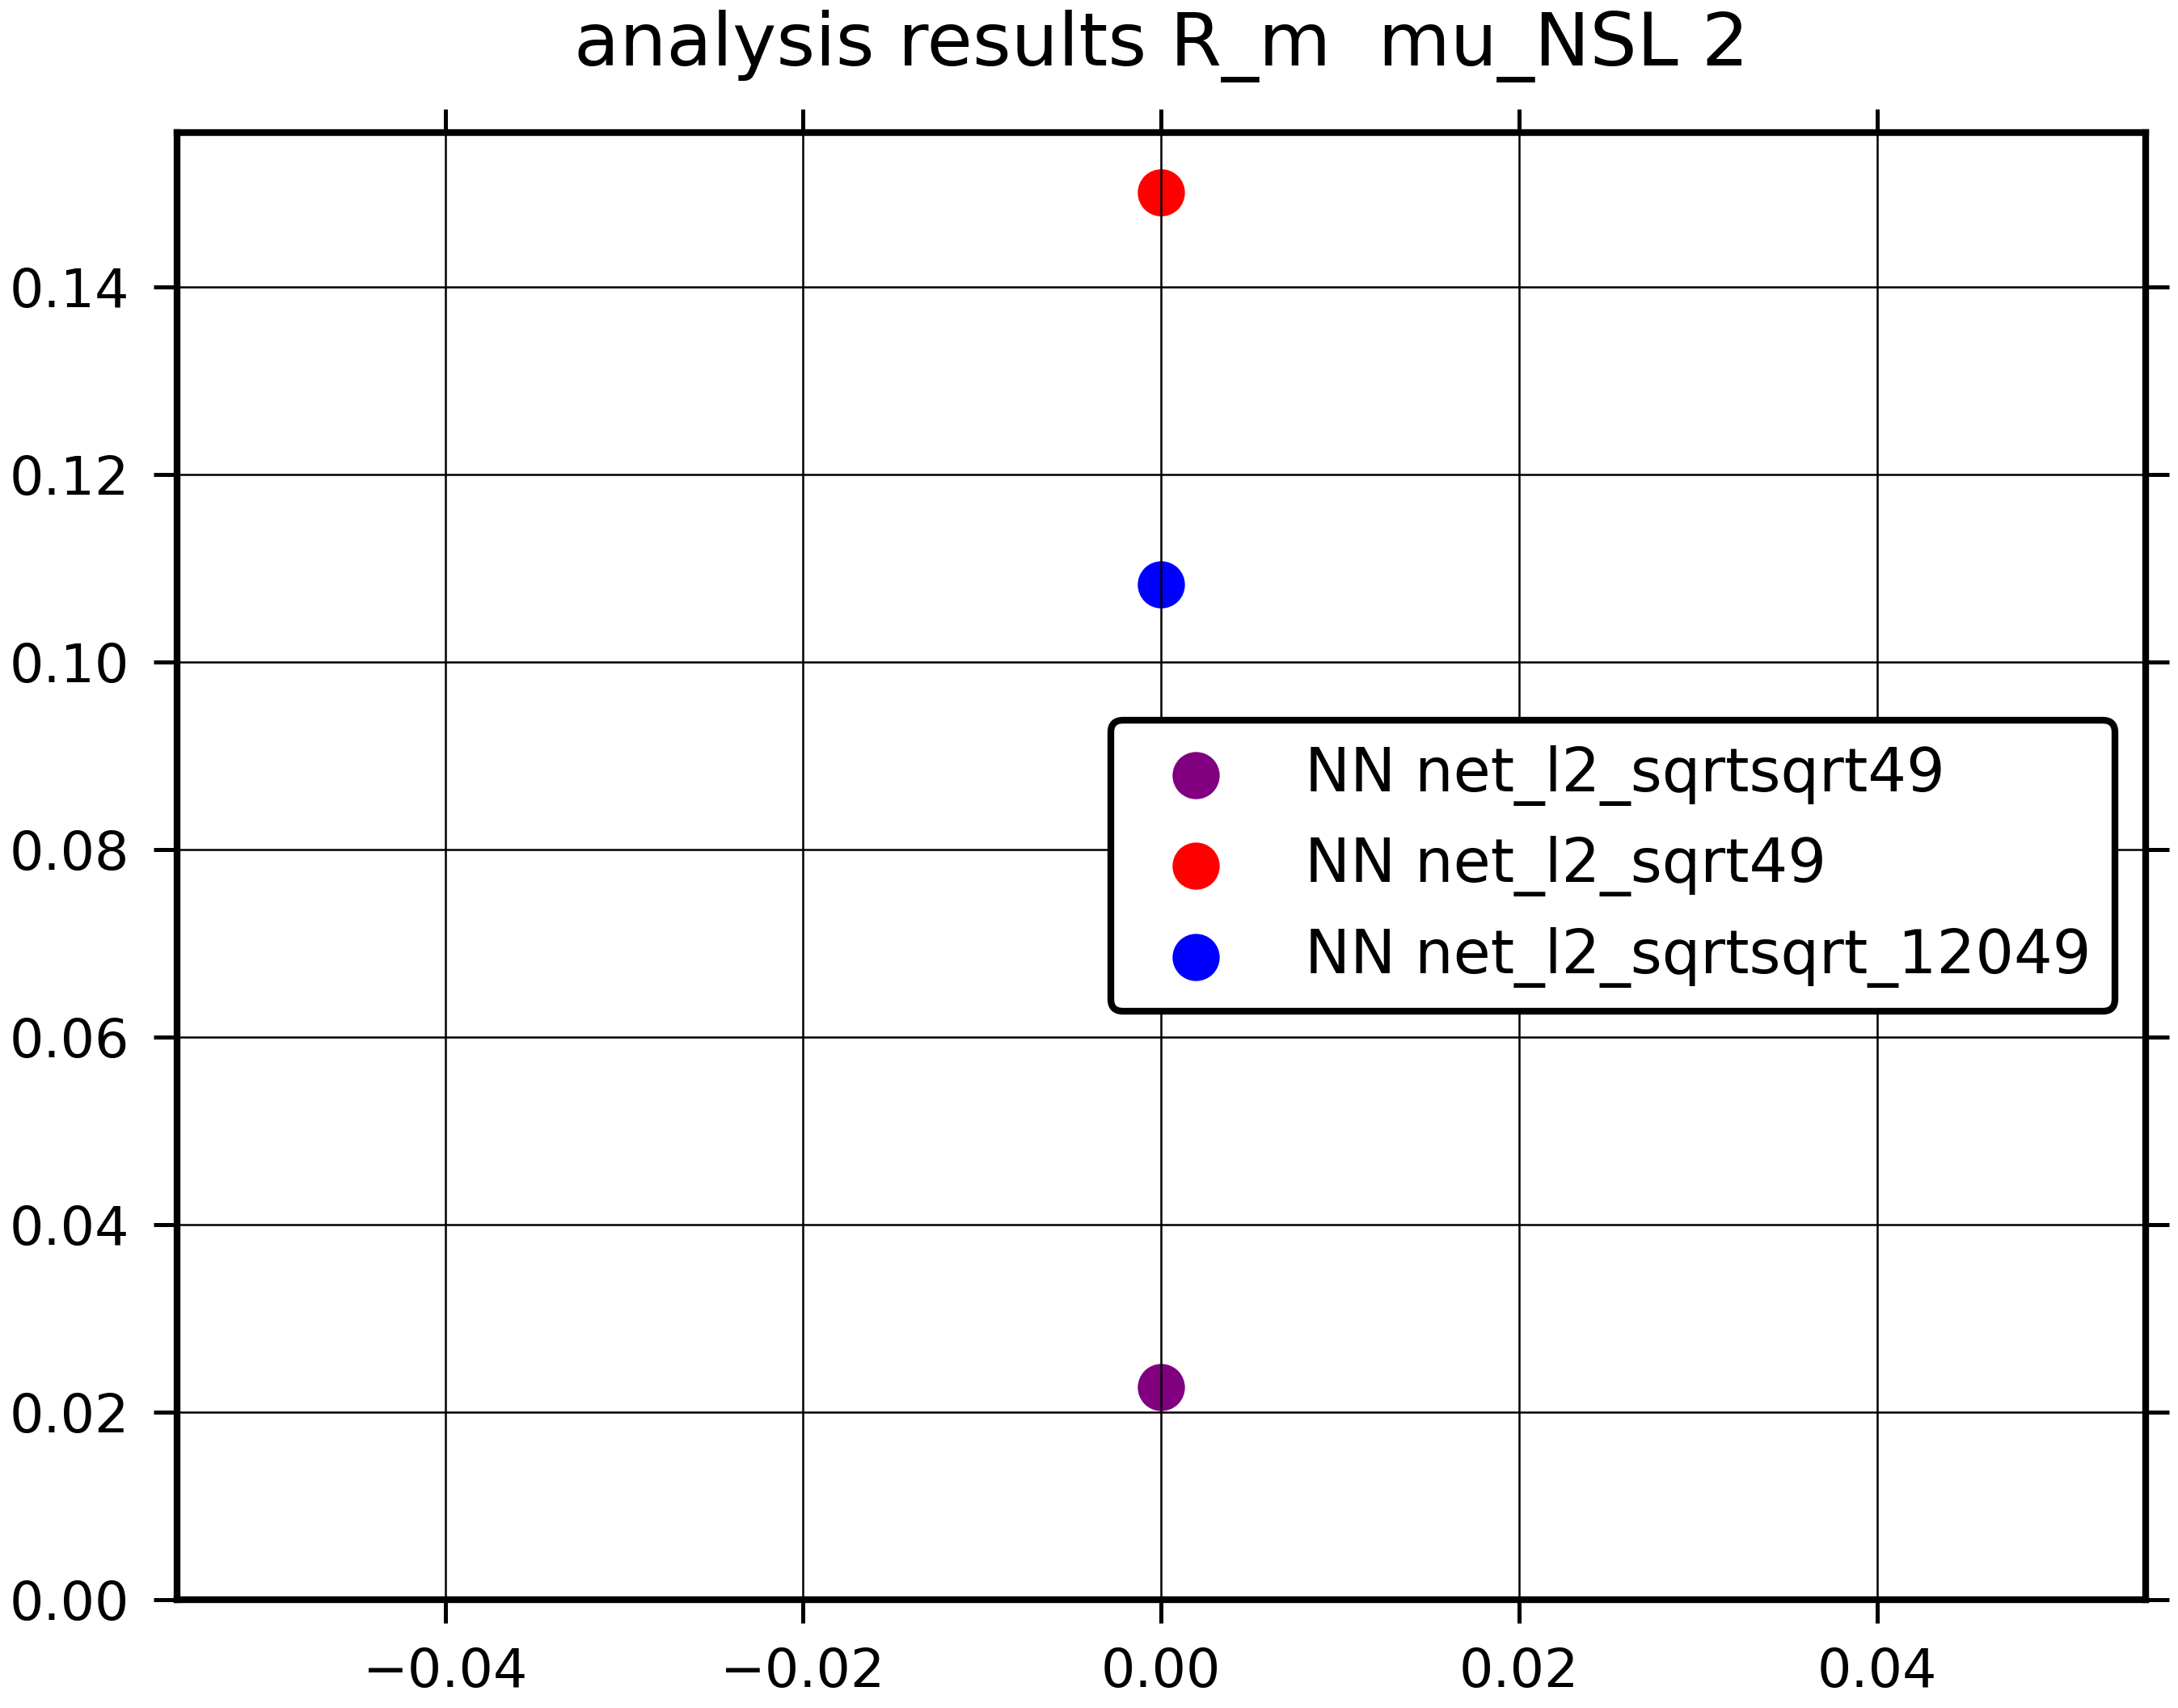 analysis results R_m  mu_NSL 2
0.14
0.12
0.10
0.08
0.06
0.04
0.02
0.00
NN net_l2_sqrtsqrt49
NN net_l2_sqrt49
NN net_l2_sqrtsqrt_12049
−0.04 −0.02 0.00 0.02 0.04